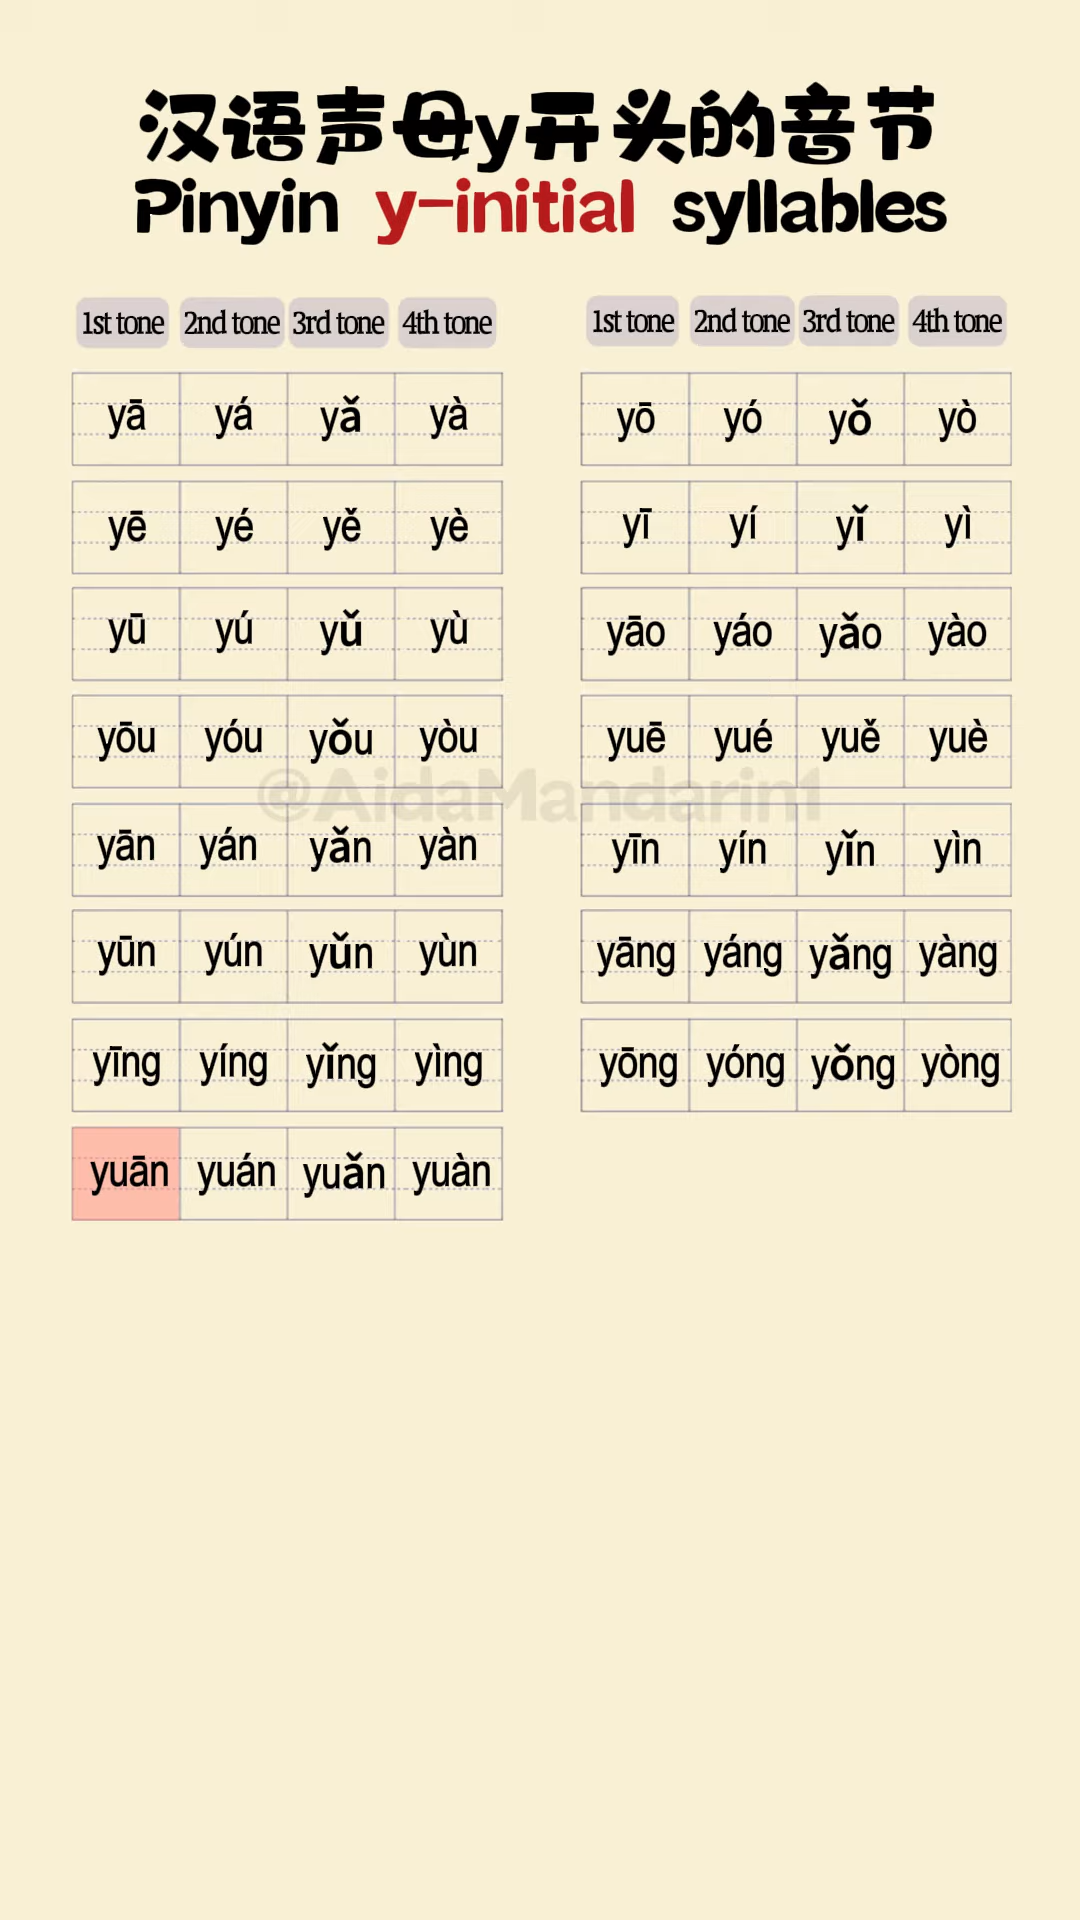 汉语声母y开头的音节
Pinyin y-initial syllables
1st tone 2nd tone 3rd tone 4th tone 1st tone 2nd tone 3rd tone 4th tone
yā yá yǎ yà yō yó yǒ yò
yē yé yě yè yī yí yǐ yì
yū yú yǔ yù yāo yáo yǎo yào
yōu yóu yǒu yòu yuē yué yuě yuè
@AidaMandarin1
yān yán yǎn yàn yīn yín yǐn yìn
yūn yún yǔn yùn yāng yáng yǎng yàng
yīng yíng yǐng yìng yōng yóng yǒng yòng
yuān yuán yuǎn yuàn